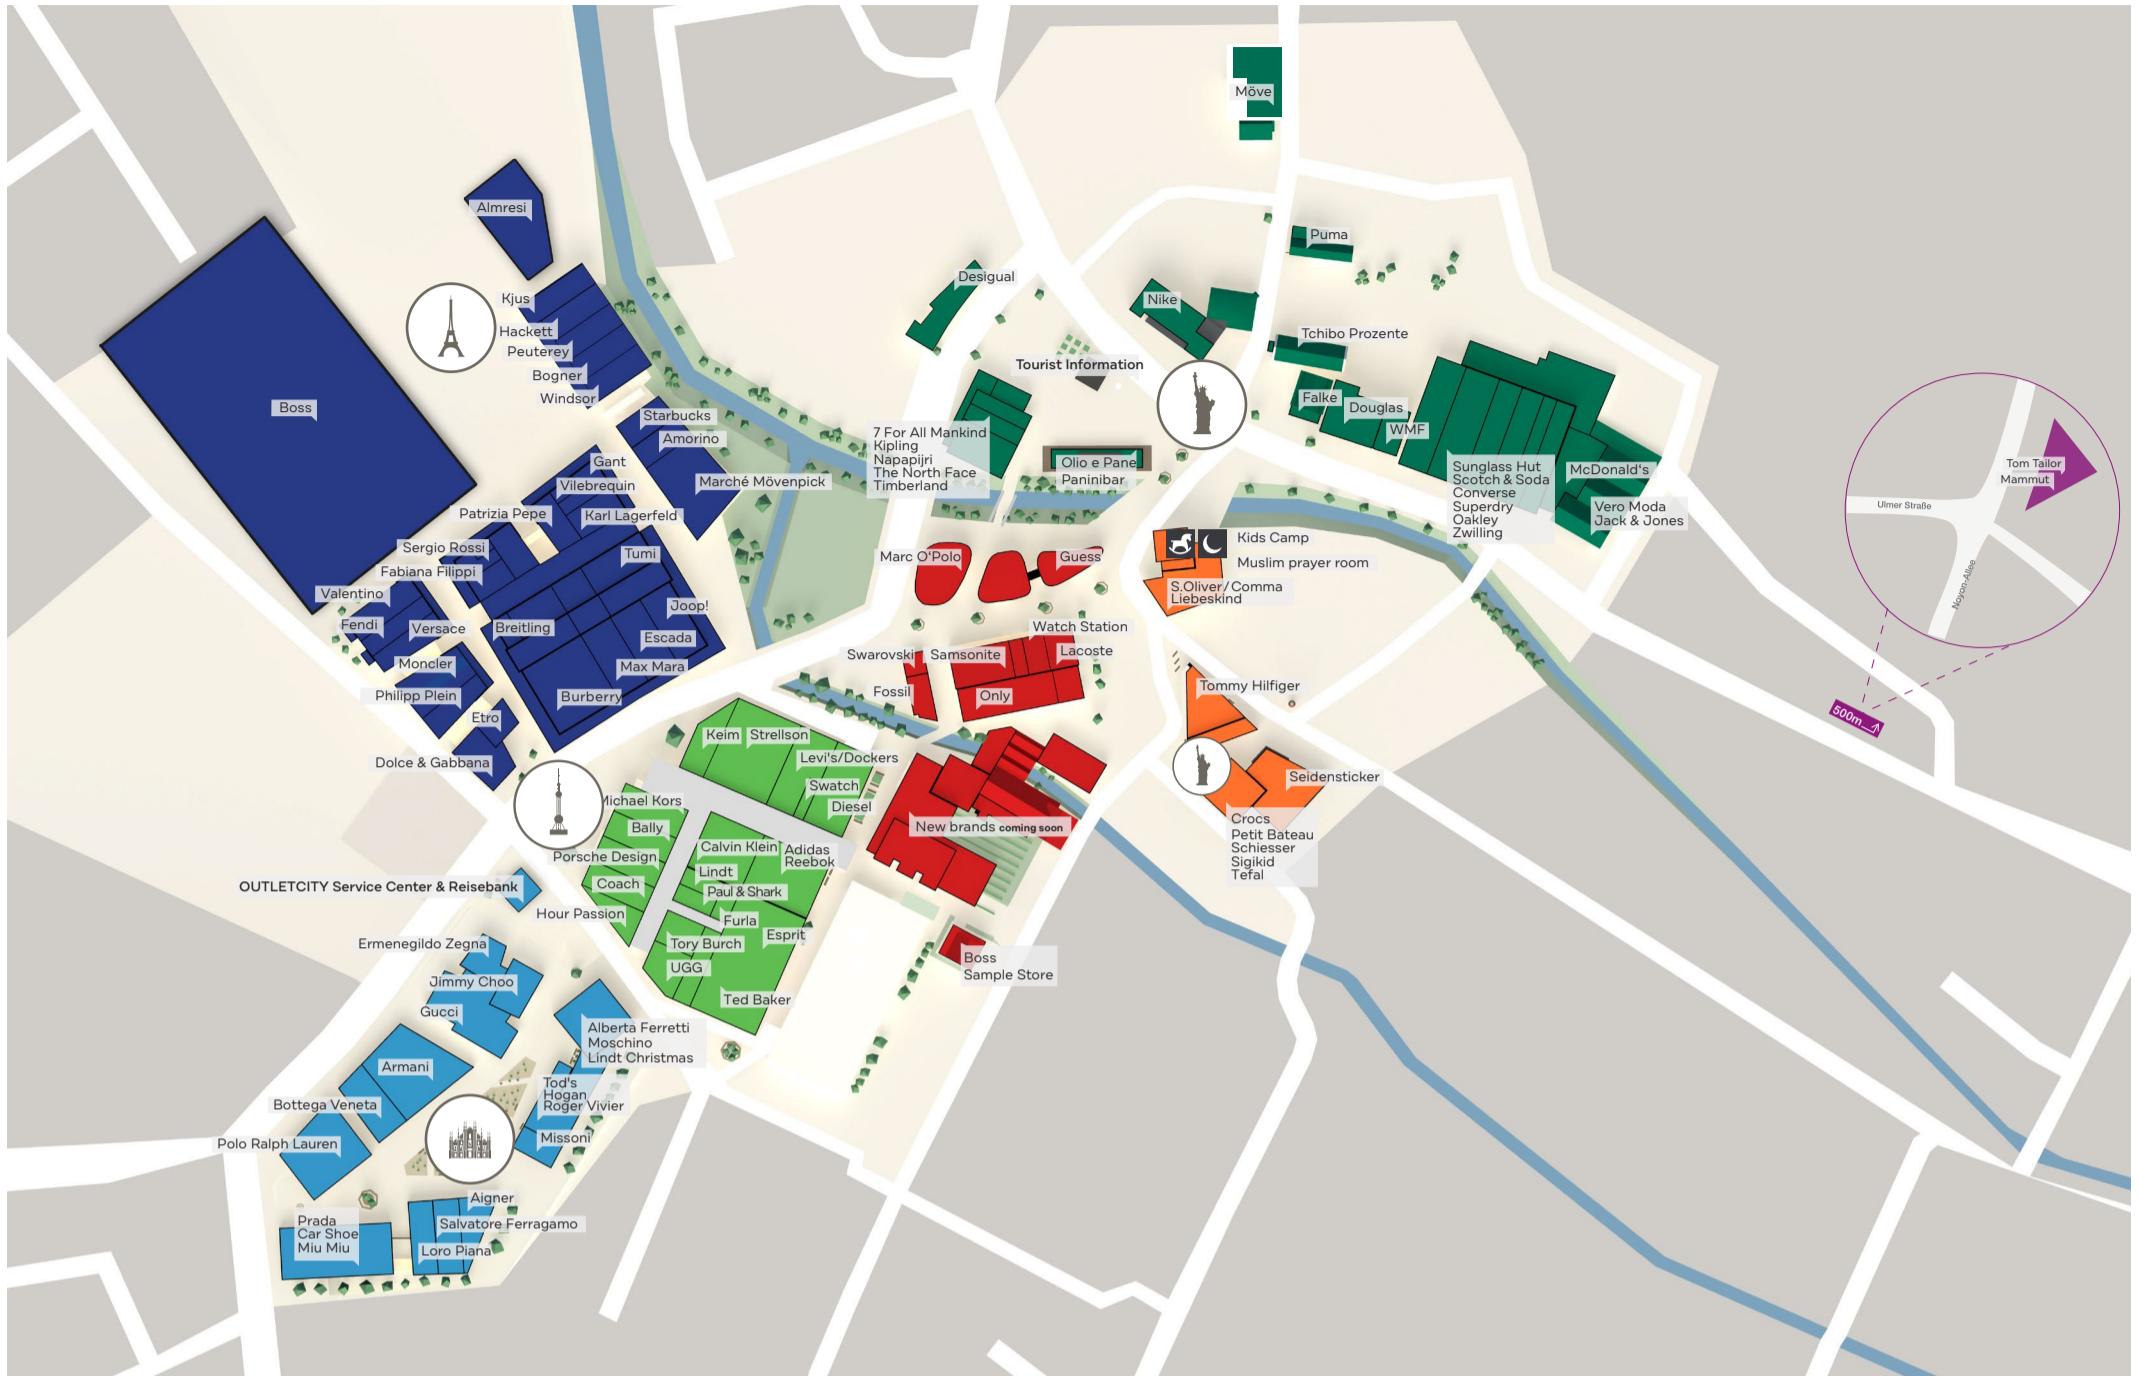 Möve
Almresi
Puma
Desigual
Kjus
Nike
Hackett
Tchibo Prozente
Peuterey
Tourist Information
Bogner
Windsor
Falke
Boss
Douglas
Starbucks
WMF
Amorino
7 For All Mankind
Kipling
Napapijri
The North Face
Timberland
Gant
Olio e Pane
Paninibar
Vilebrequin
Marché Mövenpick
Sunglass Hut
Scotch & Soda
Converse
Superdry
Oakley
Zwilling
McDonald's
Tom Tailor
Mammut
Ulmer Straße
Noyon-Allee
Vero Moda
Jack & Jones
Patrizia Pepe
Karl Lagerfeld
Kids Camp
Muslim prayer room
Sergio Rossi
Tumi
Marc O'Polo
Guess
Fabiana Filippi
S.Oliver/Comma
Liebeskind
Valentino
Joop!
Fendi
Versace
Breitling
Watch Station
Escada
Lacoste
Swarovski
Samsonite
Moncler
Max Mara
Philipp Plein
Burberry
Fossil
Only
Tommy Hilfiger
Etro
500m
Keim
Strellson
Dolce & Gabbana
Levi's/Dockers
Seidensticker
Swatch
Michael Kors
Diesel
Bally
New brands coming soon
Crocs
Petit Bateau
Schiesser
Sigikid
Tefal
Calvin Klein
Adidas
Reebok
Porsche Design
Lindt
Coach
Paul & Shark
OUTLETCITY Service Center & Reisebank
Hour Passion
Furla
Esprit
Ermenegildo Zegna
Tory Burch
Boss
Sample Store
UGG
Jimmy Choo
Ted Baker
Gucci
Alberta Ferretti
Moschino
Lindt Christmas
Armani
Tod's
Hogan
Roger Vivier
Bottega Veneta
Missoni
Polo Ralph Lauren
Aigner
Prada
Car Shoe
Miu Miu
Salvatore Ferragamo
Loro Piana